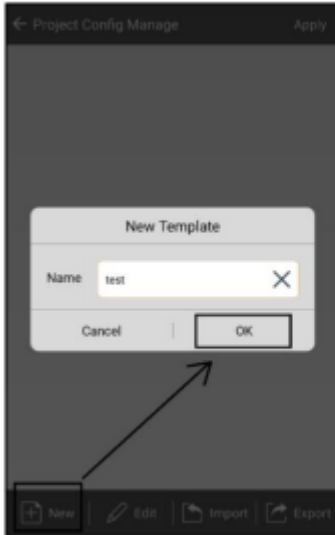 Project Config Manage Apply
New Template
Name test
Cancel OK
New Edit Import Export